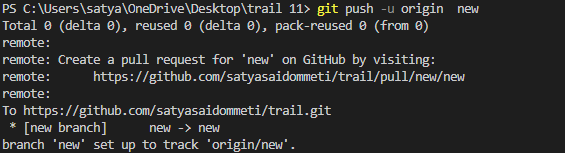 PS C:\Users\satya\OneDrive\Desktop\trail 11> git push -u origin  new
Total 0 (delta 0), reused 0 (delta 0), pack-reused 0 (from 0)
remote:
remote: Create a pull request for 'new' on GitHub by visiting:
remote:      https://github.com/satyasaidommeti/trail/pull/new/new
remote:
To https://github.com/satyasaidommeti/trail.git
 * [new branch]      new -> new
branch 'new' set up to track 'origin/new'.